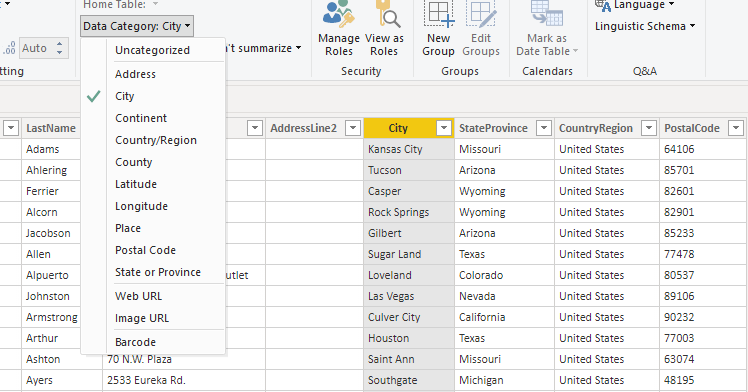 Home Table:
Data Category: City
Auto
't summarize
Manage Roles
View as Roles
Security
New Group
Edit Groups
Groups
Mark as Date Table
Calendars
Language
Linguistic Schema
Q&A
Uncategorized
Address
City
Continent
Country/Region
County
Latitude
Longitude
Place
Postal Code
State or Province
Web URL
Image URL
Barcode
LastName AddressLine2 City StateProvince CountryRegion PostalCode
Adams Kansas City Missouri United States 64106
Ahlering Tucson Arizona United States 85701
Ferrier Casper Wyoming United States 82601
Alcorn Rock Springs Wyoming United States 82901
Jacobson Gilbert Arizona United States 85233
Allen Sugar Land Texas United States 77478
Alpuerto utlet Loveland Colorado United States 80537
Johnston Las Vegas Nevada United States 89106
Armstrong Culver City California United States 90232
Arthur Houston Texas United States 77003
Ashton 70 N.W. Plaza Saint Ann Missouri United States 63074
Ayers 2533 Eureka Rd. Southgate Michigan United States 48195